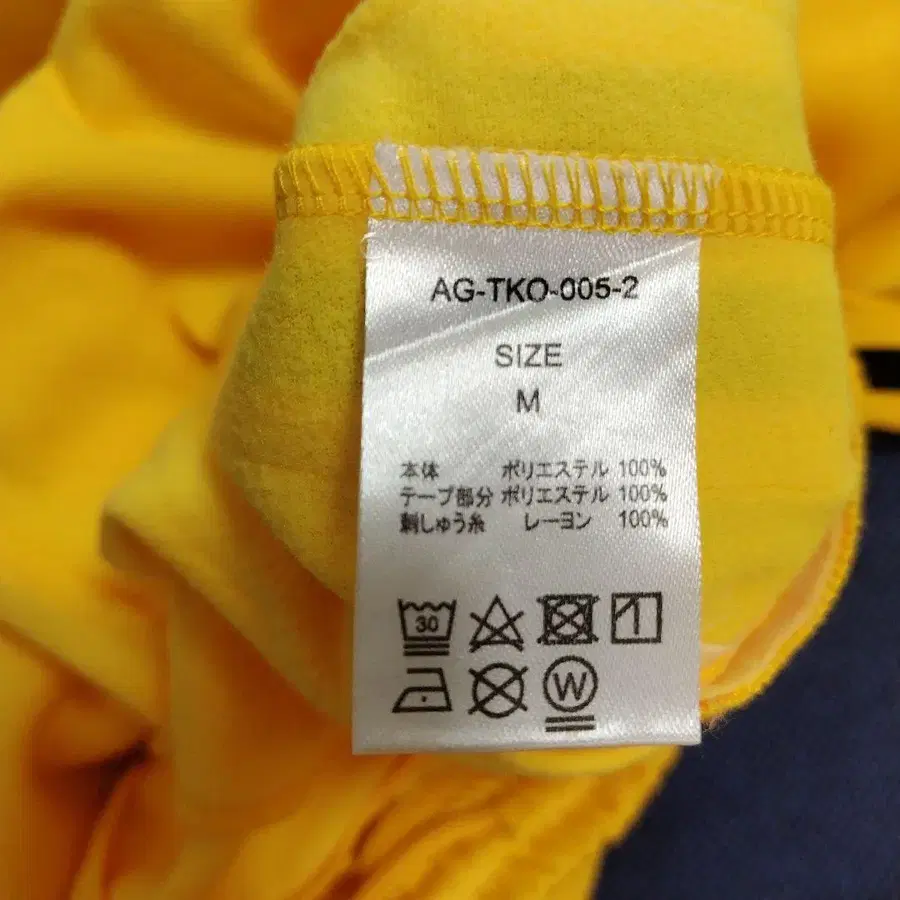 AG-TKO-005-2
SIZE
M
本体 ポリエステル 100%
テープ部分 ポリエステル 100%
刺しゅう糸 レーヨン 100%
30
W